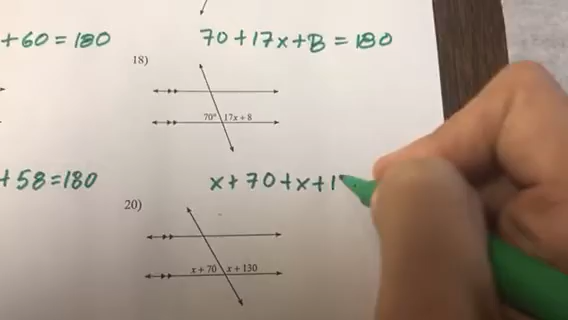 +60=180
70+17x+8=180
18)
70° 17x+8
+58=180
x+70+x+1
20)
x+70 x+130